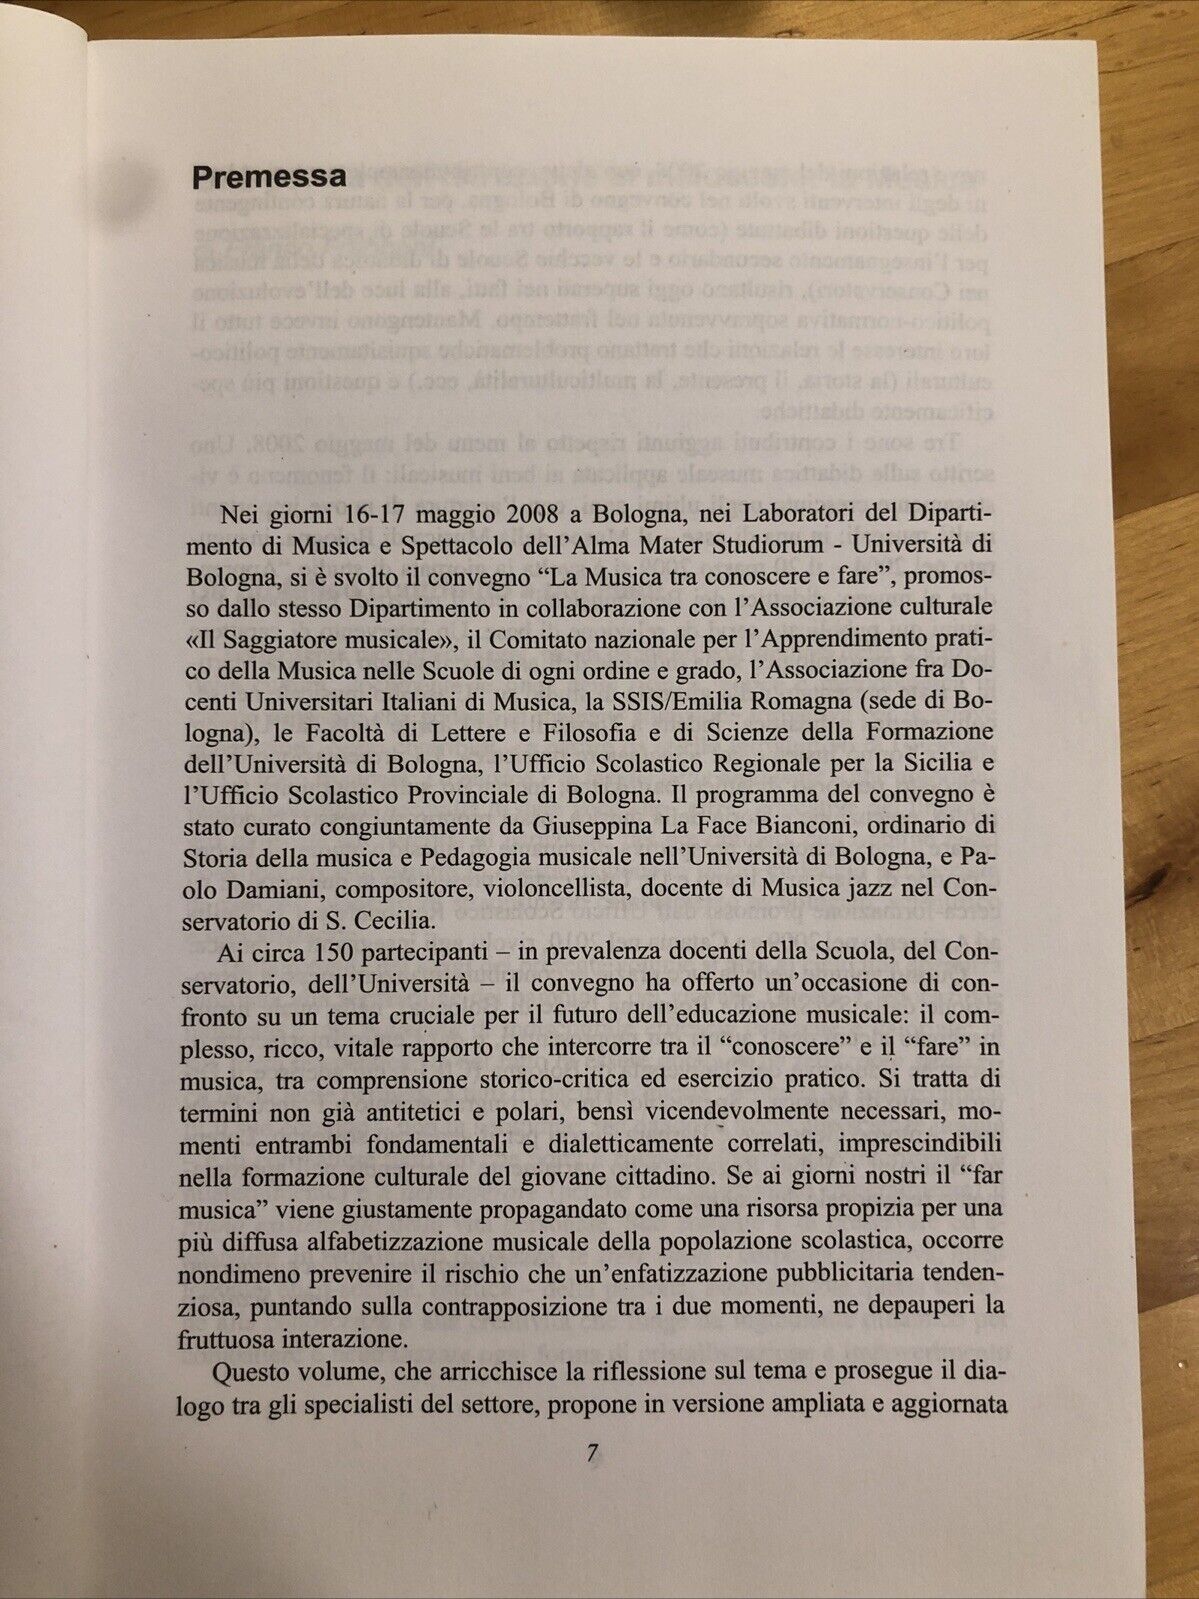 Premessa
Nei giorni 16-17 maggio 2008 a Bologna, nei Laboratori del Diparti-
mento di Musica e Spettacolo dell’Alma Mater Studiorum - Università di
Bologna, si è svolto il convegno “La Musica tra conoscere e fare”, promos-
so dallo stesso Dipartimento in collaborazione con l’Associazione culturale
«Il Saggiatore musicale», il Comitato nazionale per l’Apprendimento prati-
co della Musica nelle Scuole di ogni ordine e grado, l’Associazione fra Do-
centi Universitari Italiani di Musica, la SSIS/Emilia Romagna (sede di Bo-
logna), le Facoltà di Lettere e Filosofia e di Scienze della Formazione
dell’Università di Bologna, l’Ufficio Scolastico Regionale per la Sicilia e
l’Ufficio Scolastico Provinciale di Bologna. Il programma del convegno è
stato curato congiuntamente da Giuseppina La Face Bianconi, ordinario di
Storia della musica e Pedagogia musicale nell’Università di Bologna, e Pa-
olo Damiani, compositore, violoncellista, docente di Musica jazz nel Con-
servatorio di S. Cecilia.
Ai circa 150 partecipanti – in prevalenza docenti della Scuola, del Con-
servatorio, dell’Università – il convegno ha offerto un’occasione di con-
fronto su un tema cruciale per il futuro dell’educazione musicale: il com-
plesso, ricco, vitale rapporto che intercorre tra il “conoscere” e il “fare” in
musica, tra comprensione storico-critica ed esercizio pratico. Si tratta di
termini non già antitetici e polari, bensì vicendevolmente necessari, mo-
menti entrambi fondamentali e dialetticamente correlati, imprescindibili
nella formazione culturale del giovane cittadino. Se ai giorni nostri il “far
musica” viene giustamente propagandato come una risorsa propizia per una
più diffusa alfabetizzazione musicale della popolazione scolastica, occorre
nondimeno prevenire il rischio che un’enfatizzazione pubblicitaria tenden-
ziosa, puntando sulla contrapposizione tra i due momenti, ne depauperi la
fruttuosa interazione.
Questo volume, che arricchisce la riflessione sul tema e prosegue il dia-
logo tra gli specialisti del settore, propone in versione ampliata e aggiornata
7